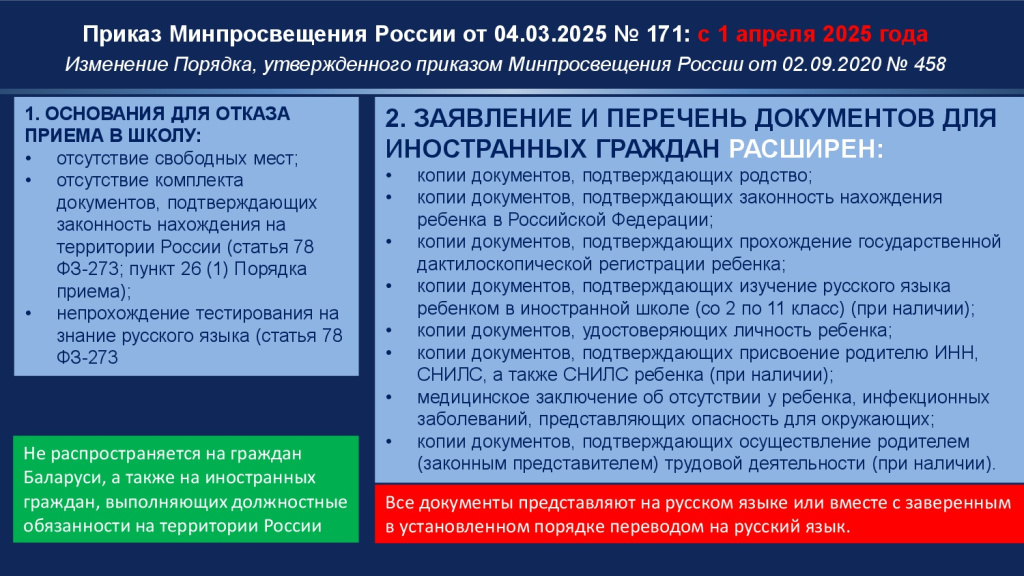 Приказ Минпросвещения России от 04.03.2025 № 171: с 1 апреля 2025 года
Изменение Порядка, утвержденного приказом Минпросвещения России от 02.09.2020 № 458
1. ОСНОВАНИЯ ДЛЯ ОТКАЗА
ПРИЕМА В ШКОЛУ:
• отсутствие свободных мест;
• отсутствие комплекта
документов, подтверждающих
законность нахождения на
территории России (статья 78
ФЗ-273; пункт 26 (1) Порядка
приема);
• непрохождение тестирования на
знание русского языка (статья 78
ФЗ-273
Не распространяется на граждан
Баларуси, а также на иностранных
граждан, выполняющих должностные
обязанности на территории России
2. ЗАЯВЛЕНИЕ И ПЕРЕЧЕНЬ ДОКУМЕНТОВ ДЛЯ
ИНОСТРАННЫХ ГРАЖДАН РАСШИРЕН:
• копии документов, подтверждающих родство;
• копии документов, подтверждающих законность нахождения
ребенка в Российской Федерации;
• копии документов, подтверждающих прохождение государственной
дактилоскопической регистрации ребенка;
• копии документов, подтверждающих изучение русского языка
ребенком в иностранной школе (со 2 по 11 класс) (при наличии);
• копии документов, удостоверяющих личность ребенка;
• копии документов, подтверждающих присвоение родителю ИНН,
СНИЛС, а также СНИЛС ребенка (при наличии);
• медицинское заключение об отсутствии у ребенка, инфекционных
заболеваний, представляющих опасность для окружающих;
• копии документов, подтверждающих осуществление родителем
(законным представителем) трудовой деятельности (при наличии).
Все документы представляют на русском языке или вместе с заверенным
в установленном порядке переводом на русский язык.